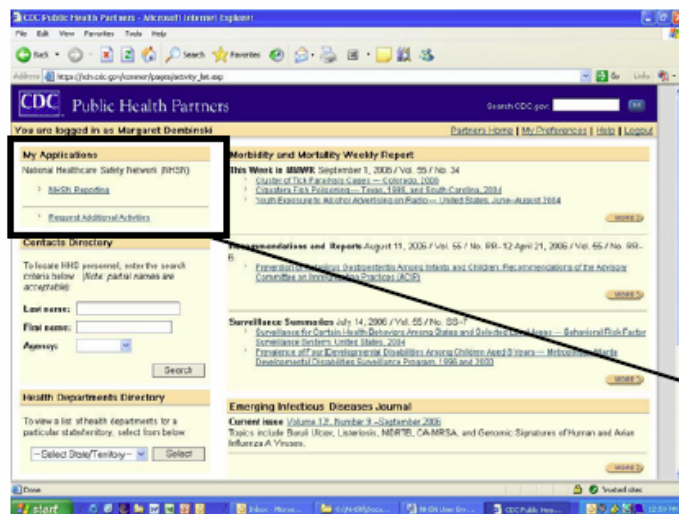 CDC Public Health Partners - Microsoft Internet Explorer
File Edit View Favorites Tools Help
Back Search Favorites
Address https://sdn.cdc.gov/common/pages/activity_list.asp Go Links
CDC Public Health Partners
Search CDC.gov:
You are logged in as Margaret Dembinski
Partners Home | My Preferences | Help | Logout
My Applications
National Healthcare Safety Network (NHSN)
NHSN Reporting
Request Additional Activities
Contacts Directory
To locate HHS personnel, enter the search
criteria below (Note: partial names are
acceptable)
Last name:
First name:
Agency:
Search
Health Departments Directory
To view a list of health departments for a
particular state/territory, select from below
--Select State/Territory-- Select
Morbidity and Mortality Weekly Report
This Week in MMWR September 1, 2006 / Vol. 55 / No. 34
Cluster of Tick Paralysis Cases — Colorado, 2006
Ciguatera Fish Poisoning — Texas, 1998, and South Carolina, 2004
Youth Exposure to Alcohol Advertising on Radio — United States, June–August 2004
MORE
Recommendations and Reports August 11, 2006 / Vol. 55 / No. RR-12 April 21, 2006 / Vol. 55 / No. RR-
6
Prevention of Rotavirus Gastroenteritis Among Infants and Children: Recommendations of the Advisory
Committee on Immunization Practices (ACIP)
MORE
Surveillance Summaries July 14, 2006 / Vol. 55 / No. SS-7
Surveillance for Certain Health Behaviors Among States and Selected Local Areas — Behavioral Risk Factor
Surveillance System, United States, 2004
Prevalence of Four Developmental Disabilities Among Children Aged 8 Years — Metropolitan Atlanta
Developmental Disabilities Surveillance Program, 1996 and 2000
MORE
Emerging Infectious Diseases Journal
Current issue Volume 12, Number 9 -September 2006
Topics include Buruli Ulcer, Listeriosis, MDRTB, CA-MRSA, and Genomic Signatures of Human and Avian
Influenza A Viruses.
MORE
Done Trusted sites
start Inbox - CDC Public Hea... 12:59 PM